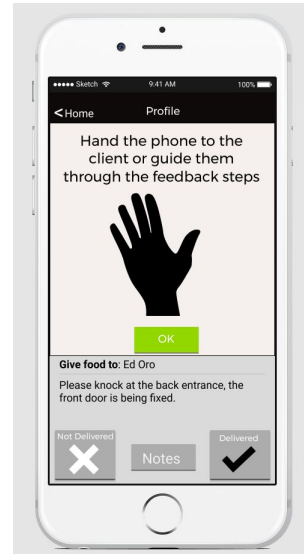 Sketch 9:41 AM 100%
<Home Profile
Hand the phone to the
client or guide them
through the feedback steps
OK
Give food to: Ed Oro
Please knock at the back entrance, the
front door is being fixed.
Not Delivered
Notes
Delivered